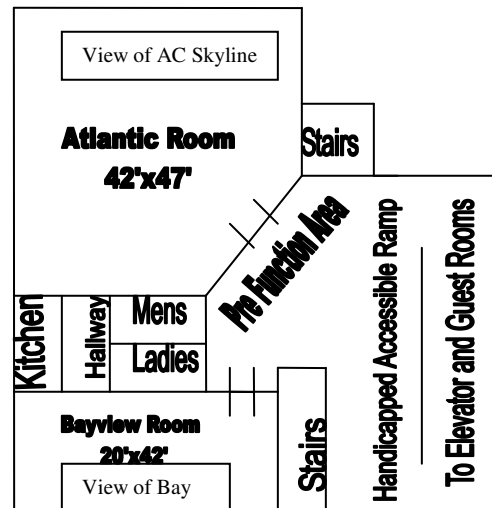 View of AC Skyline
Atlantic Room
42'x47'
Stairs
Pre Function Area
Handicapped Accessible Ramp
To Elevator and Guest Rooms
Kitchen
Hallway
Mens
Ladies
Bayview Room
20'x42'
View of Bay
Stairs